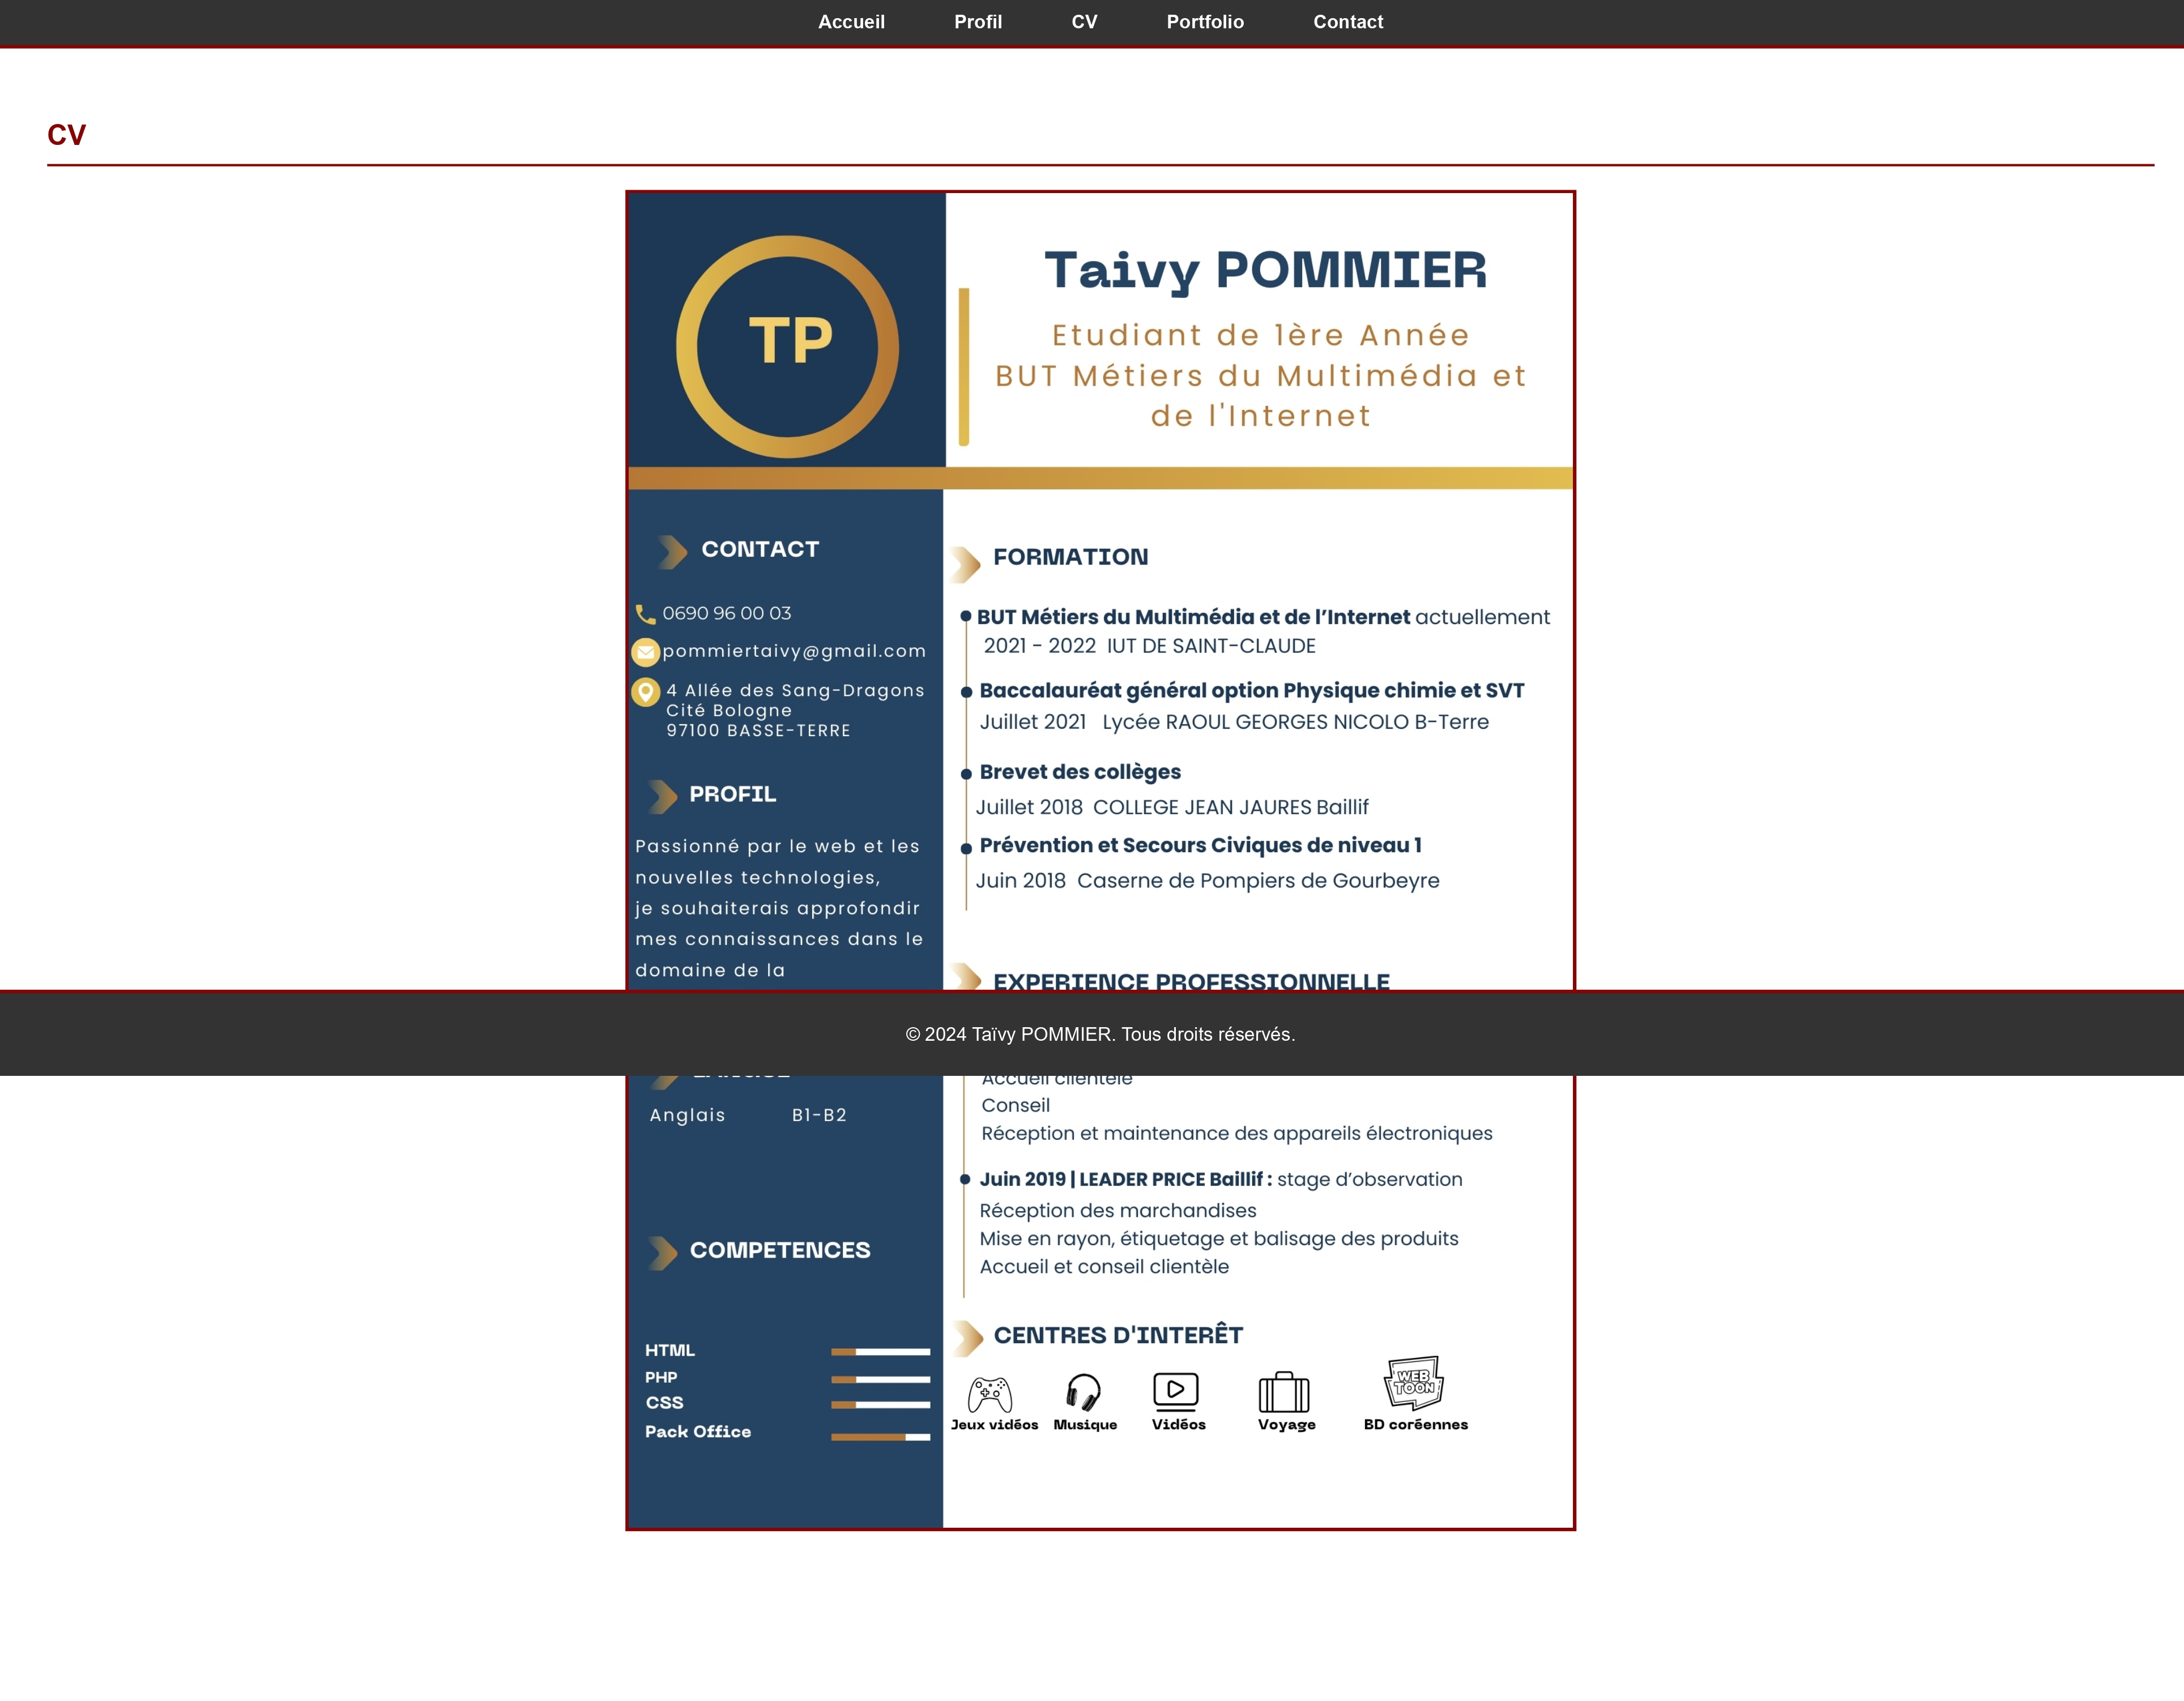 Accueil Profil CV Portfolio Contact
CV
TP
Taivy POMMIER
Etudiant de 1ère Année
BUT Métiers du Multimédia et
de l'Internet
CONTACT
0690 96 00 03
pommiertaivy@gmail.com
4 Allée des Sang-Dragons
Cité Bologne
97100 BASSE-TERRE
PROFIL
Passionné par le web et les
nouvelles technologies,
je souhaiterais approfondir
mes connaissances dans le
domaine de la
FORMATION
BUT Métiers du Multimédia et de l’Internet actuellement
2021 - 2022 IUT DE SAINT-CLAUDE
Baccalauréat général option Physique chimie et SVT
Juillet 2021 Lycée RAOUL GEORGES NICOLO B-Terre
Brevet des collèges
Juillet 2018 COLLEGE JEAN JAURES Baillif
Prévention et Secours Civiques de niveau 1
Juin 2018 Caserne de Pompiers de Gourbeyre
EXPERIENCE PROFESSIONNELLE
© 2024 Taïvy POMMIER. Tous droits réservés.
Anglais B1-B2
COMPETENCES
HTML
PHP
CSS
Pack Office
Accueil clientèle
Conseil
Réception et maintenance des appareils électroniques
Juin 2019 | LEADER PRICE Baillif : stage d’observation
Réception des marchandises
Mise en rayon, étiquetage et balisage des produits
Accueil et conseil clientèle
CENTRES D'INTERÊT
WEB
TOON
Jeux vidéos Musique Vidéos Voyage BD coréennes